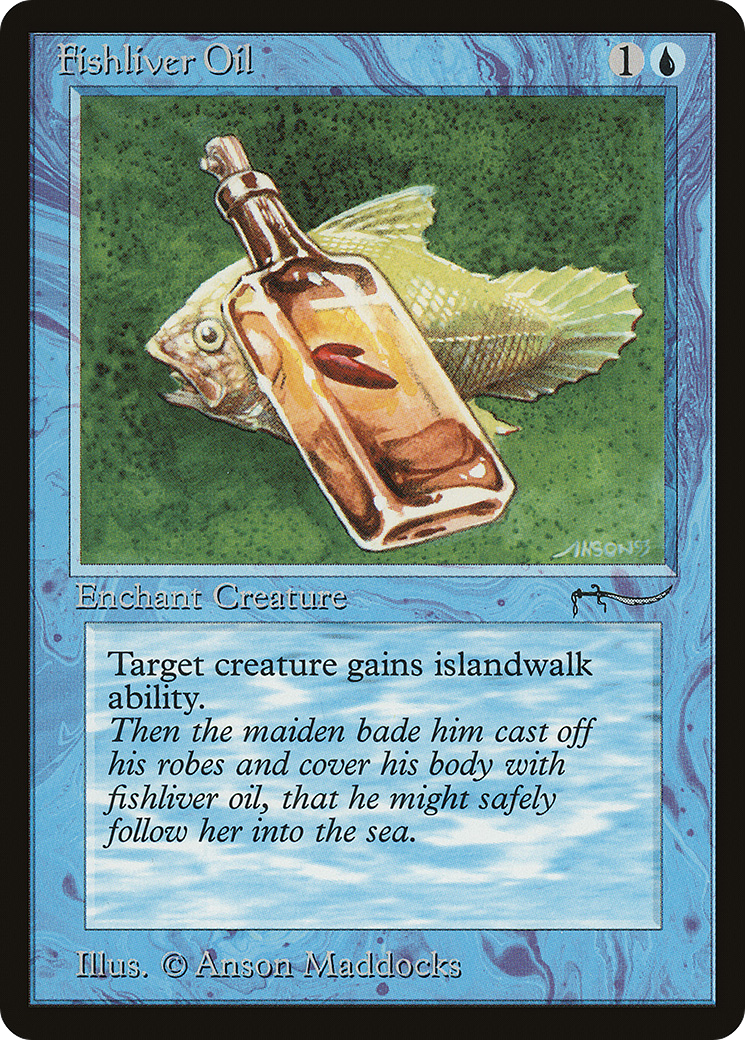 Fishliver Oil 1
ANSON 93
Enchant Creature
Target creature gains islandwalk
ability.
Then the maiden bade him cast off
his robes and cover his body with
fishliver oil, that he might safely
follow her into the sea.
Illus. © Anson Maddocks